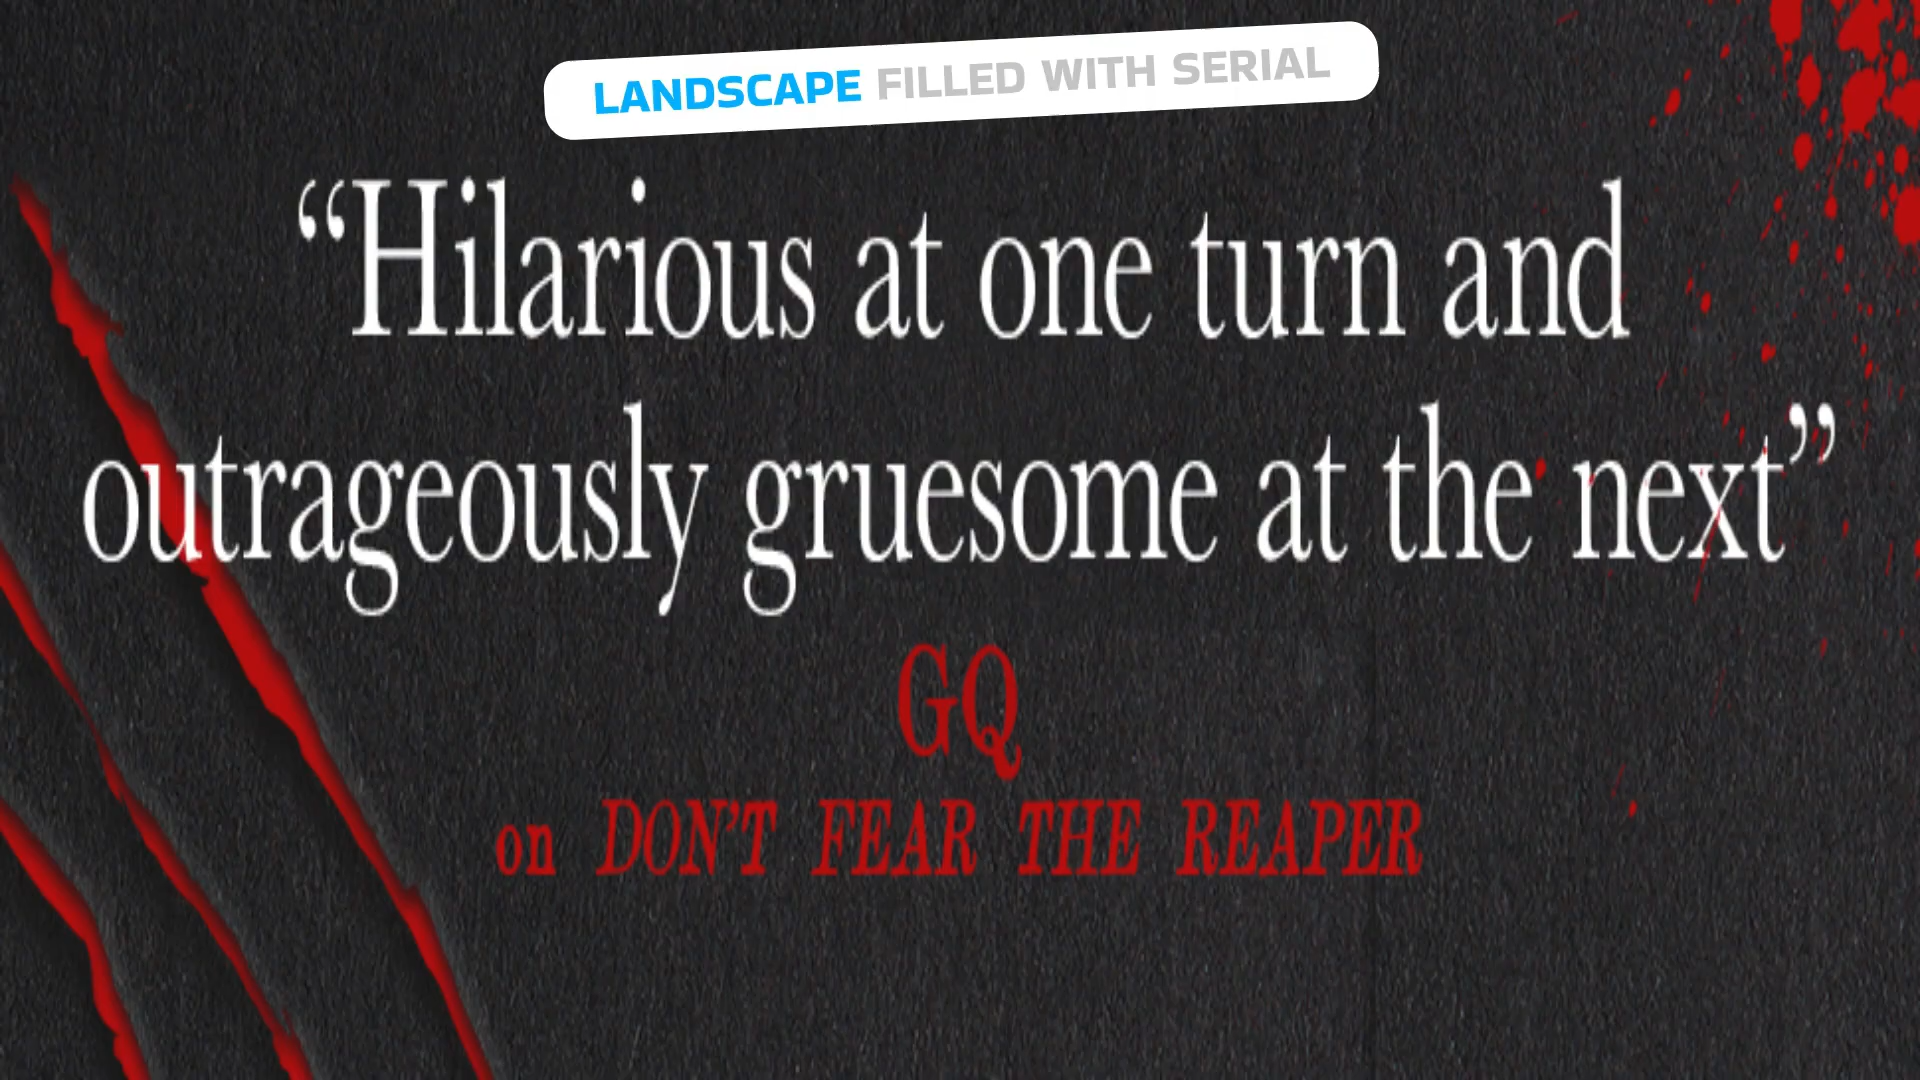 LANDSCAPE FILLED WITH SERIAL
“Hilarious at one turn and
outrageously gruesome at the next”
GQ
on DON’T FEAR THE REAPER